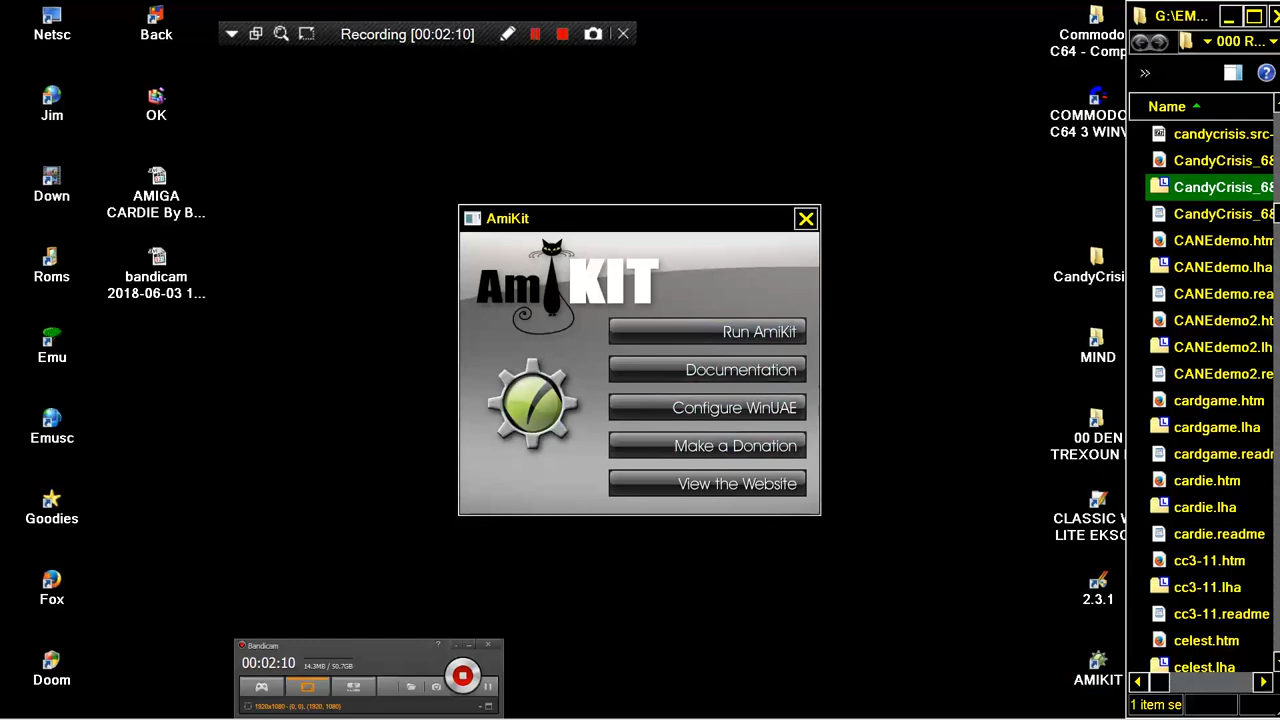 Netsc
Back
Jim
OK
Down
AMIGA
CARDIE By B...
Roms
bandicam
2018-06-03 1...
Emu
Emusc
Goodies
Fox
Doom
Recording [00:02:10]
AmiKit
AmiKIT
Run AmiKit
Documentation
Configure WinUAE
Make a Donation
View the Website
Bandicam
00:02:10
14.3MB / 50.7GB
1920x1080 - (0, 0), (1920, 1080)
Commodo
C64 - Comp
COMMODO
C64 3 WINV
CandyCrisi
MIND
00 DEN
TREXOUN
CLASSIC
LITE EKSO
2.3.1
AMIKIT
G:\EM...
000 R...
Name
candycrisis.src-
CandyCrisis_68
CandyCrisis_68
CandyCrisis_68
CANEdemo.htm
CANEdemo.lha
CANEdemo.rea
CANEdemo2.ht
CANEdemo2.lh
CANEdemo2.re
cardgame.htm
cardgame.lha
cardgame.readr
cardie.htm
cardie.lha
cardie.readme
cc3-11.htm
cc3-11.lha
cc3-11.readme
celest.htm
celest.lha
1 item se